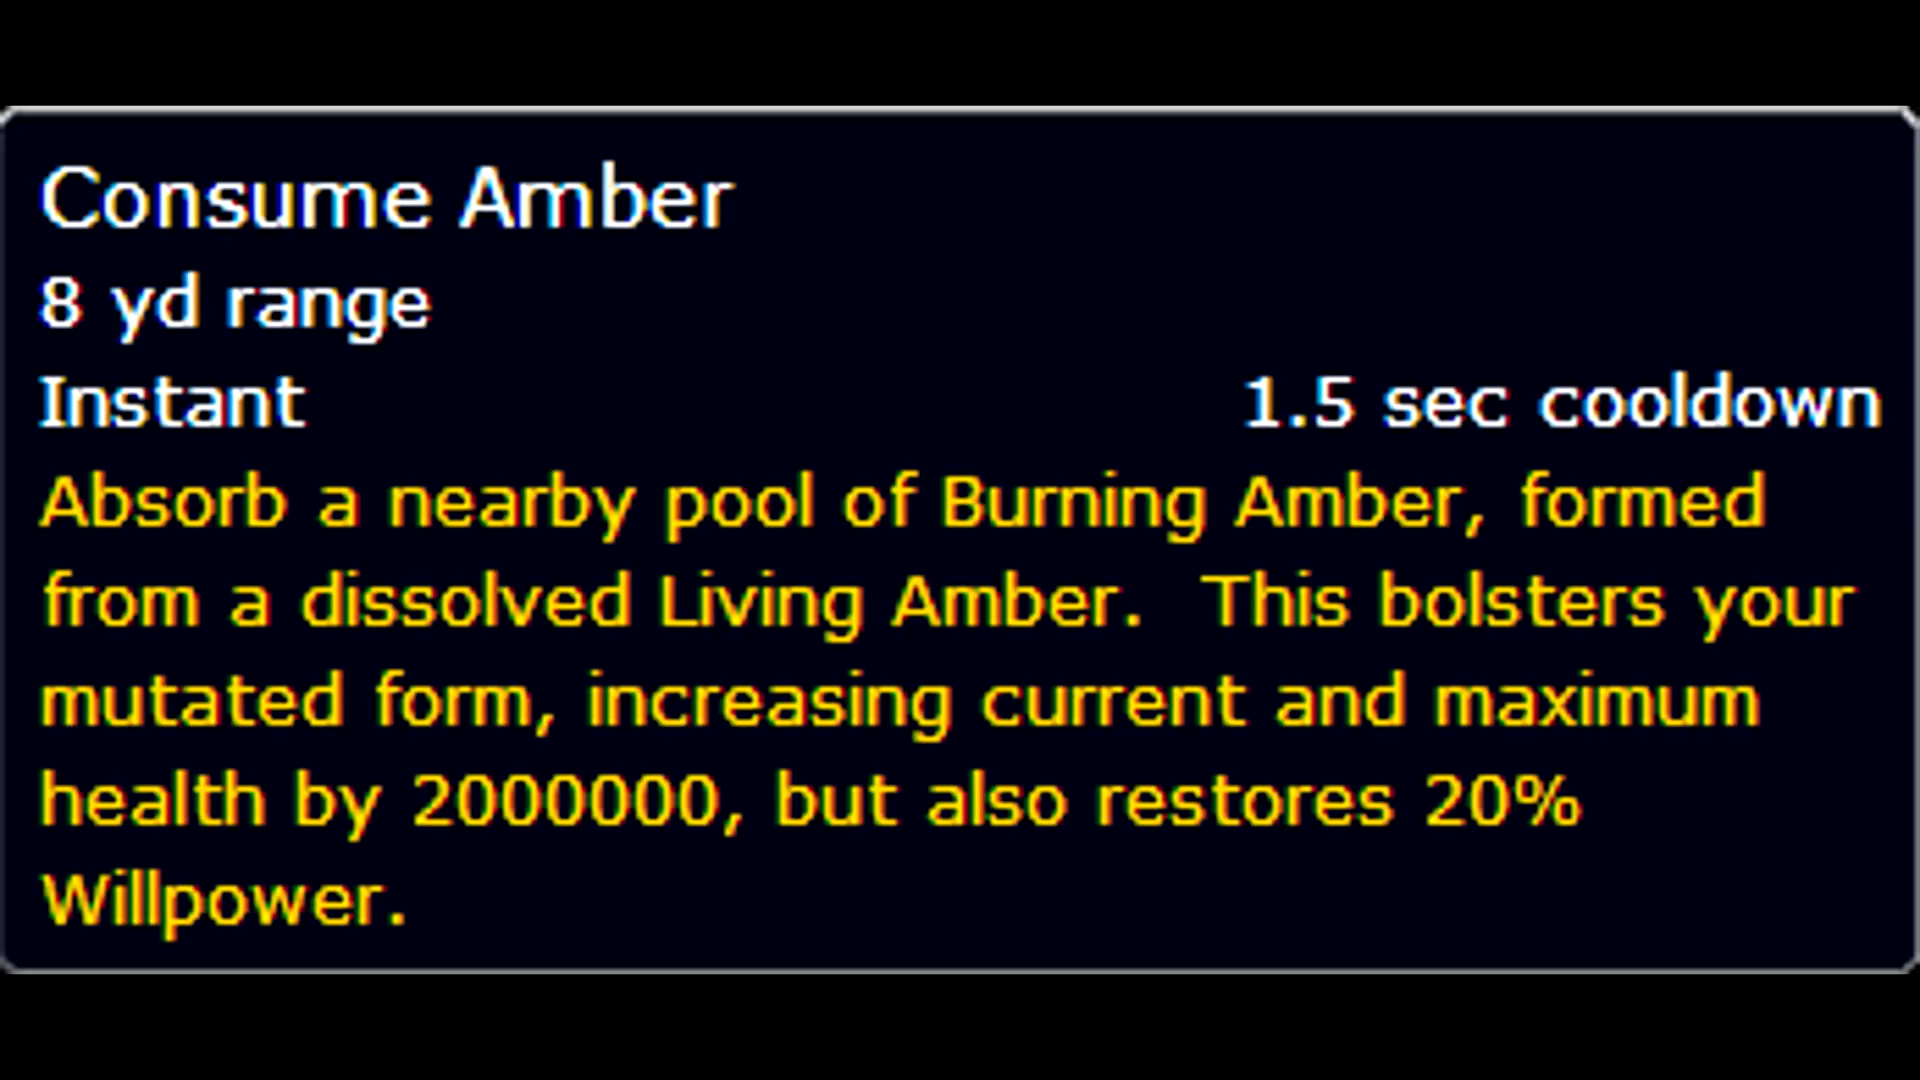 Consume Amber
8 yd range
Instant 1.5 sec cooldown
Absorb a nearby pool of Burning Amber, formed
from a dissolved Living Amber.  This bolsters your
mutated form, increasing current and maximum
health by 2000000, but also restores 20%
Willpower.